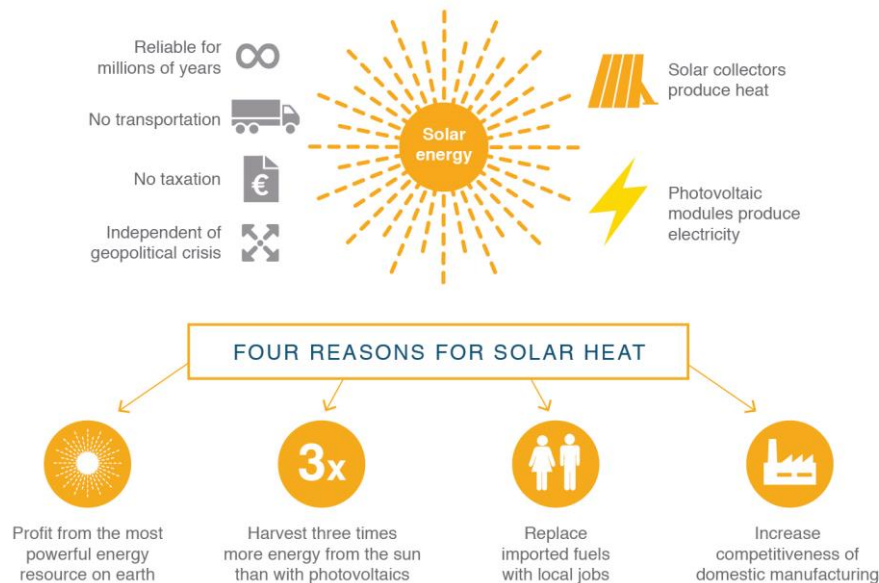 Reliable for
millions of years
No transportation
No taxation
€
Independent of
geopolitical crisis
Solar
energy
Solar collectors
produce heat
Photovoltaic
modules produce
electricity
FOUR REASONS FOR SOLAR HEAT
Profit from the most
powerful energy
resource on earth
3x
Harvest three times
more energy from the sun
than with photovoltaics
Replace
imported fuels
with local jobs
Increase
competitiveness of
domestic manufacturing